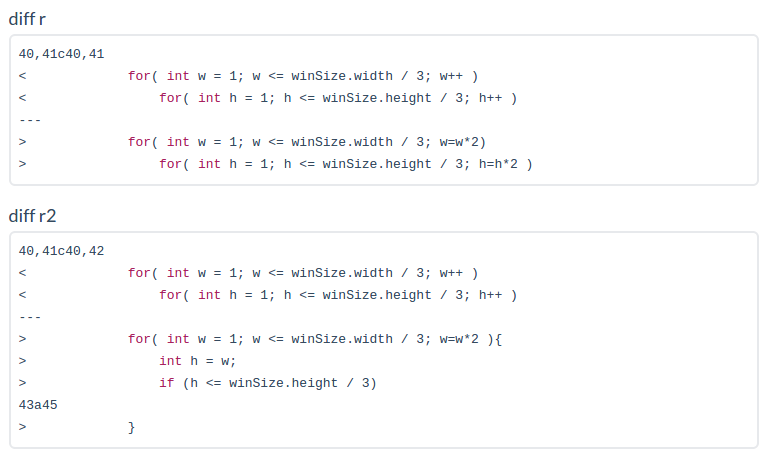 diff r
40,41c40,41
<             for( int w = 1; w <= winSize.width / 3; w++ )
<                 for( int h = 1; h <= winSize.height / 3; h++ )
---
>             for( int w = 1; w <= winSize.width / 3; w=w*2)
>                 for( int h = 1; h <= winSize.height / 3; h=h*2 )
diff r2
40,41c40,42
<             for( int w = 1; w <= winSize.width / 3; w++ )
<                 for( int h = 1; h <= winSize.height / 3; h++ )
---
>             for( int w = 1; w <= winSize.width / 3; w=w*2 ){
>                 int h = w;
>                 if (h <= winSize.height / 3)
43a45
>             }